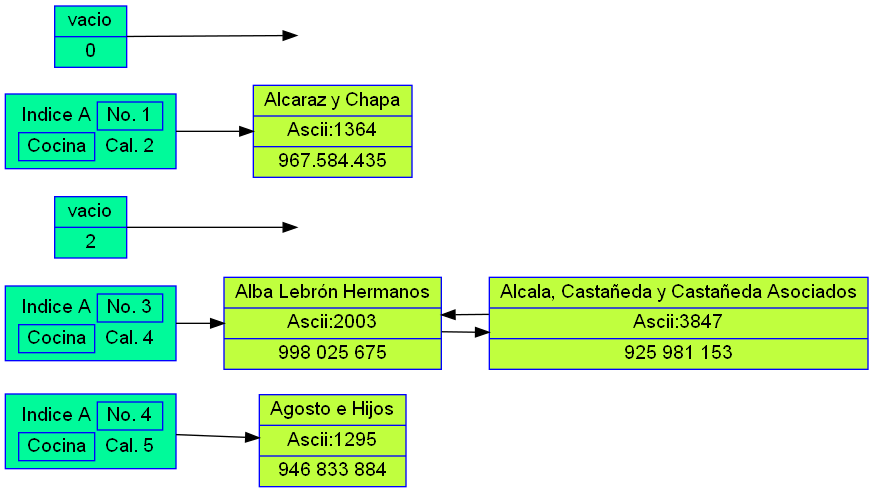 vacio
0
Indice A No. 1
Cocina Cal. 2
Alcaraz y Chapa
Ascii:1364
967.584.435
vacio
2
Indice A No. 3
Cocina Cal. 4
Alba Lebrón Hermanos
Ascii:2003
998 025 675
Alcala, Castañeda y Castañeda Asociados
Ascii:3847
925 981 153
Indice A No. 4
Cocina Cal. 5
Agosto e Hijos
Ascii:1295
946 833 884